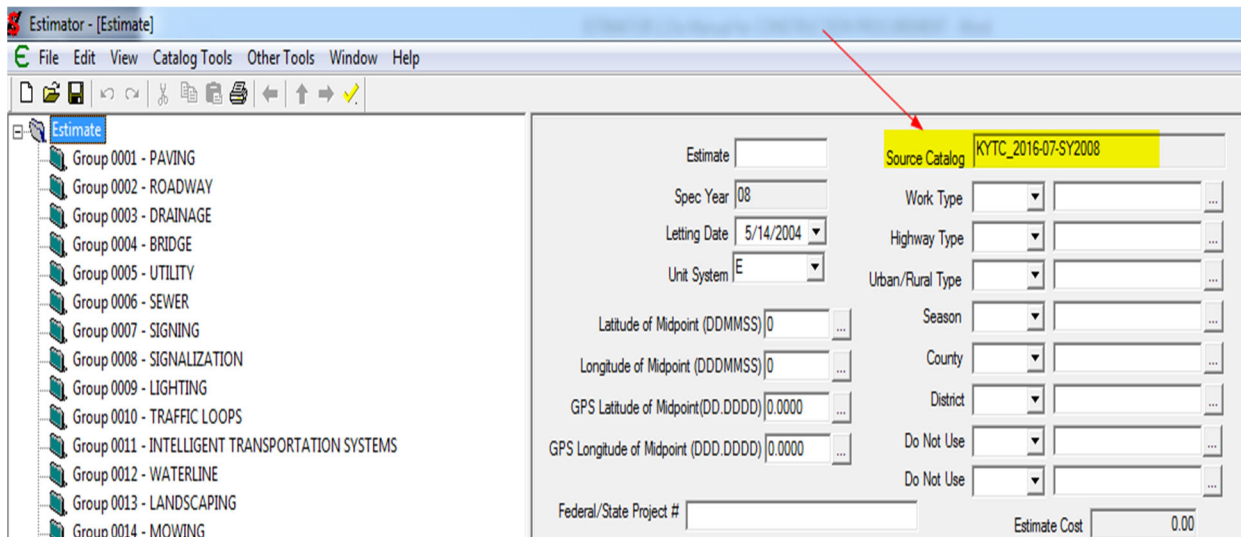 Estimator - [Estimate]
File Edit View Catalog Tools Other Tools Window Help
Estimate
Group 0001 - PAVING
Group 0002 - ROADWAY
Group 0003 - DRAINAGE
Group 0004 - BRIDGE
Group 0005 - UTILITY
Group 0006 - SEWER
Group 0007 - SIGNING
Group 0008 - SIGNALIZATION
Group 0009 - LIGHTING
Group 0010 - TRAFFIC LOOPS
Group 0011 - INTELLIGENT TRANSPORTATION SYSTEMS
Group 0012 - WATERLINE
Group 0013 - LANDSCAPING
Group 0014 - MOWING
Estimate
Spec Year 08
Letting Date 5/14/2004
Unit System E
Latitude of Midpoint (DDMMSS) 0 ...
Longitude of Midpoint (DDDMMSS) 0 ...
GPS Latitude of Midpoint(DD.DDDD) 0.0000 ...
GPS Longitude of Midpoint (DDD.DDDD) 0.0000 ...
Federal/State Project #
Source Catalog KYTC_2016-07-SY2008
Work Type ...
Highway Type ...
Urban/Rural Type ...
Season ...
County ...
District ...
Do Not Use ...
Do Not Use ...
Estimate Cost 0.00